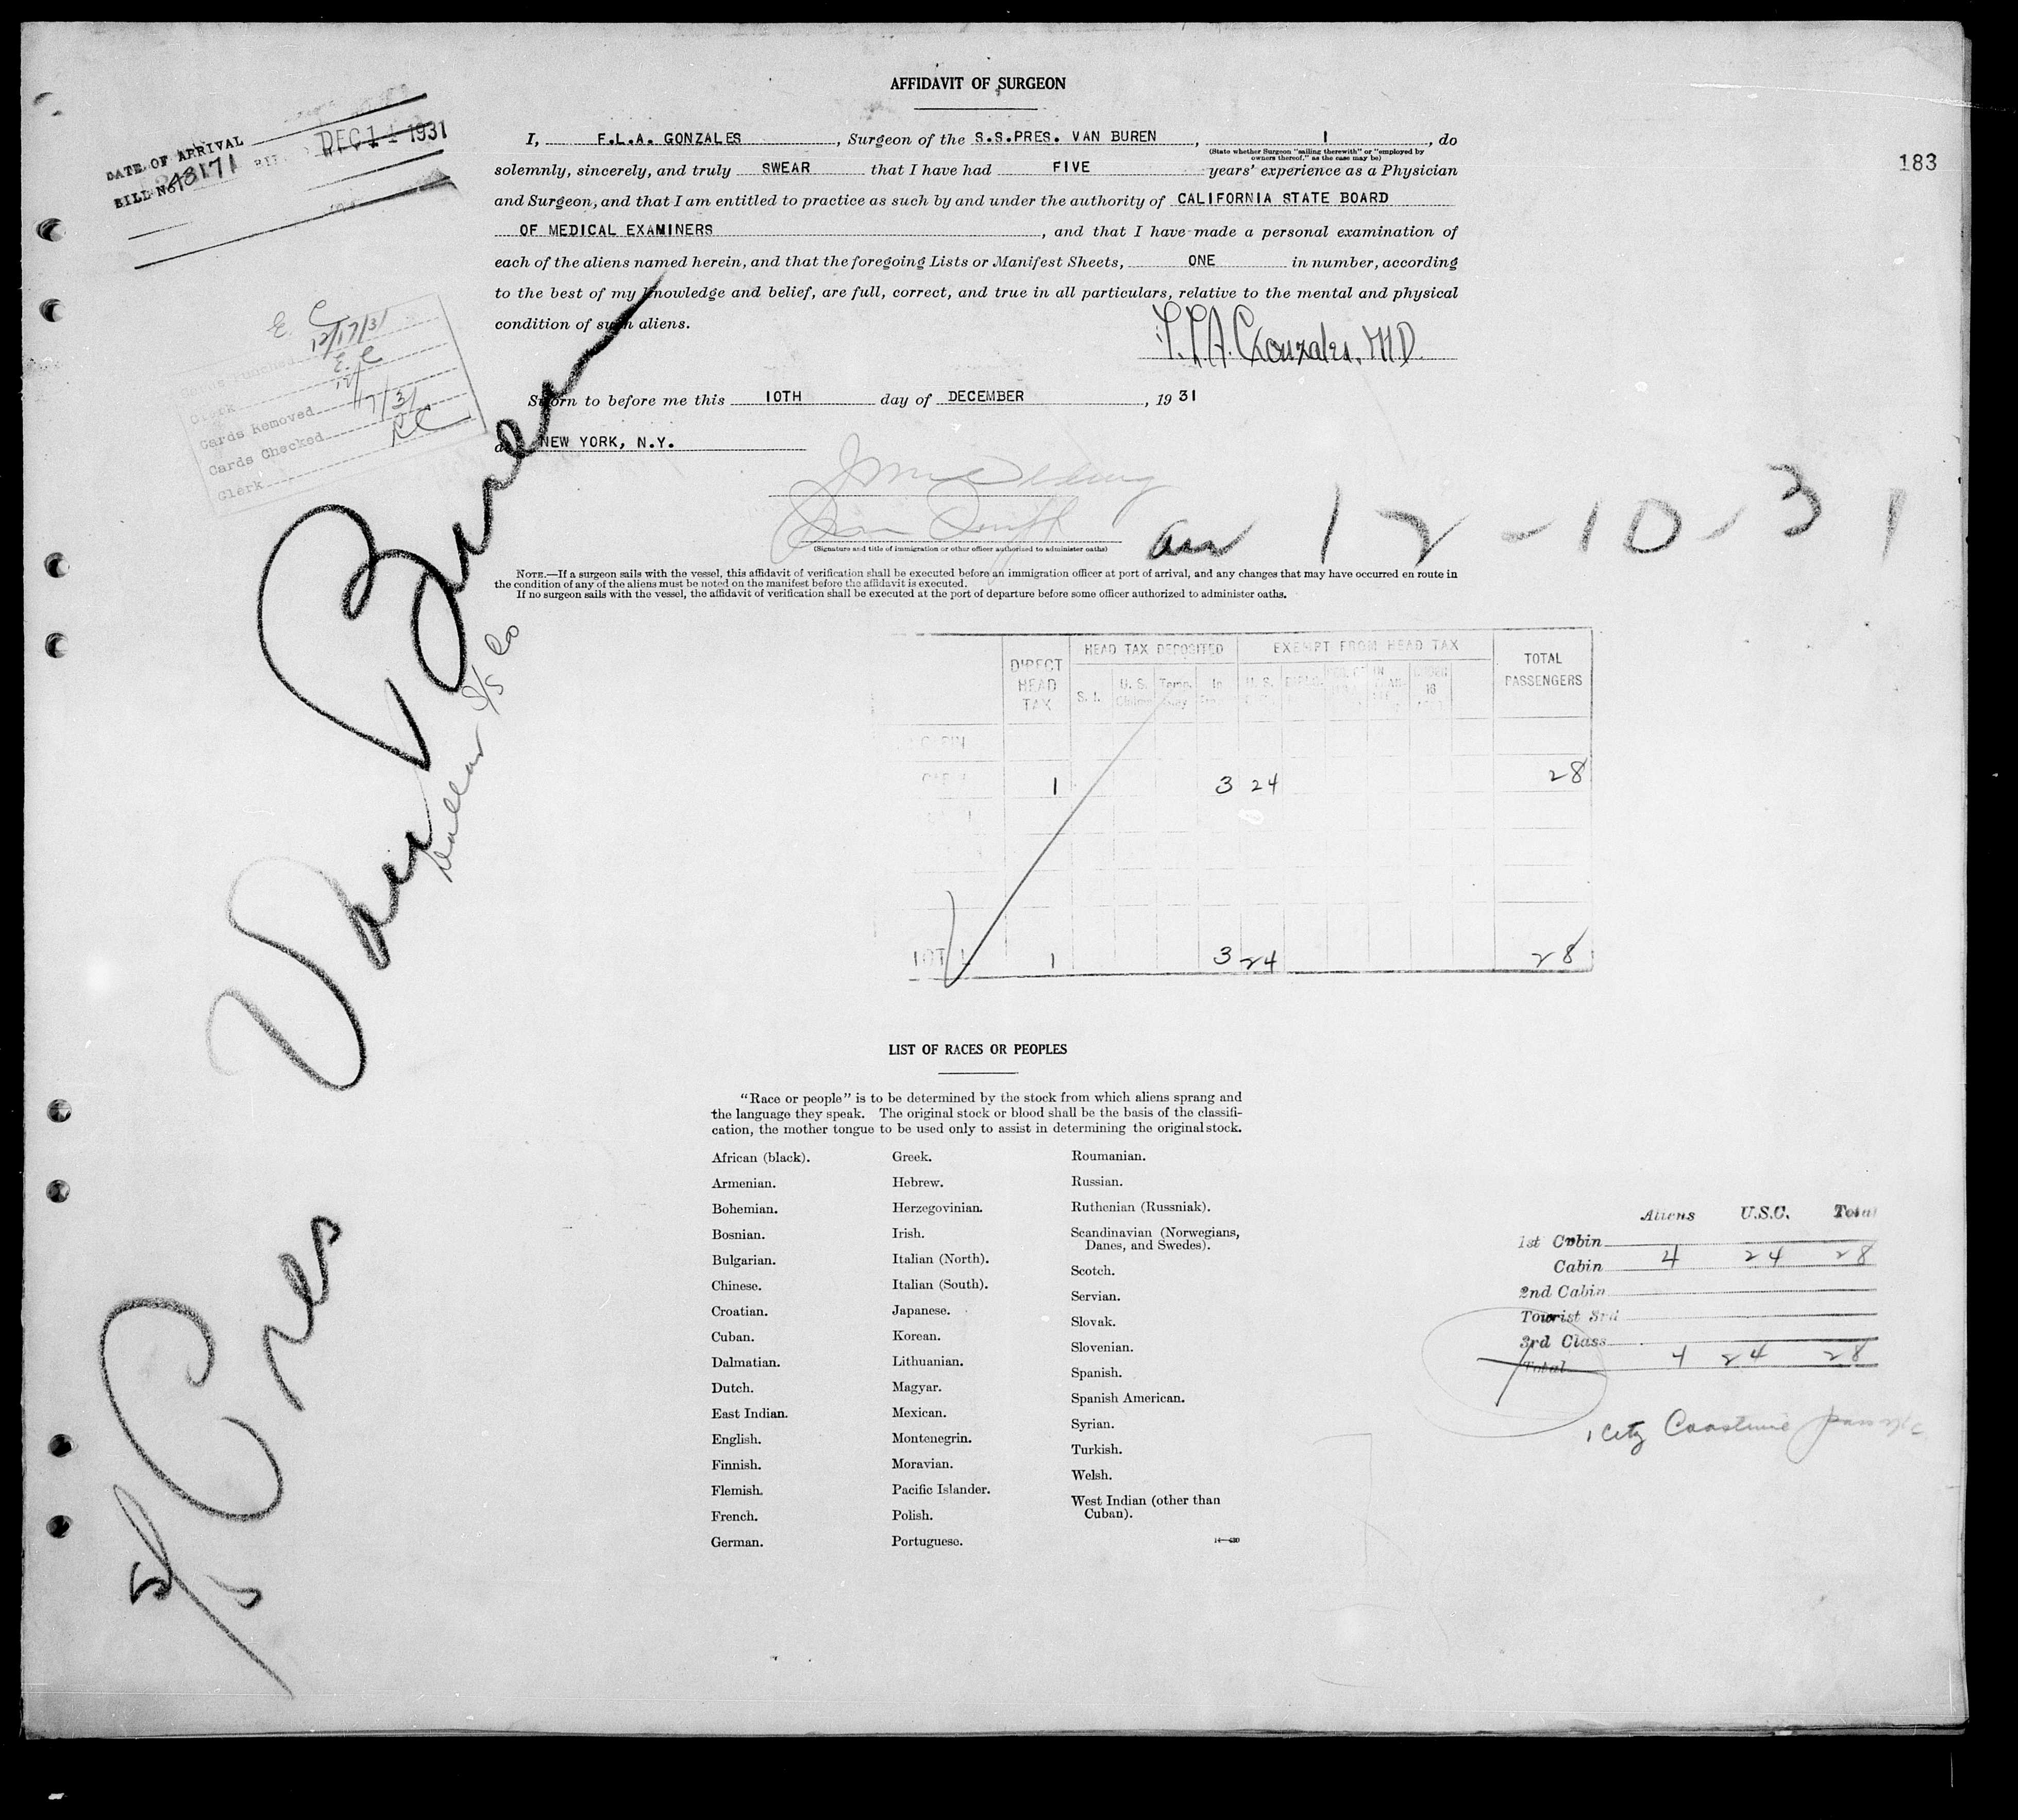 AFFIDAVIT OF SURGEON
183
DATE OF ARRIVAL DEC 1 1931
BILL No. 43171
I, F.L.A. GONZALES, Surgeon of the S.S.PRES. VAN BUREN, 1, do
(State whether Surgeon "sailing therewith" or "employed by
owners thereof," as the case may be)
solemnly, sincerely, and truly SWEAR that I have had FIVE years' experience as a Physician
and Surgeon, and that I am entitled to practice as such by and under the authority of CALIFORNIA STATE BOARD
OF MEDICAL EXAMINERS, and that I have made a personal examination of
each of the aliens named herein, and that the foregoing Lists or Manifest Sheets, ONE in number, according
to the best of my knowledge and belief, are full, correct, and true in all particulars, relative to the mental and physical
condition of such aliens.
F.L.A. Gonzales, M.D.
Sworn to before me this 10TH day of DECEMBER, 1931
at NEW YORK, N.Y.
E. C
12/17/31
E. C
Clerk
Cards Removed 12/17/31
Cards Checked
Clerk
(Signature and title of immigration or other officer authorized to administer oaths)
arr 12-10-31
NOTE.—If a surgeon sails with the vessel, this affidavit of verification shall be executed before an immigration officer at port of arrival, and any changes that may have occurred en route in
the condition of any of the aliens must be noted on the manifest before the affidavit is executed.
If no surgeon sails with the vessel, the affidavit of verification shall be executed at the port of departure before some officer authorized to administer oaths.
S/S Pres Van Buren
Dollar S/S Co
DIRECT HEAD TAX
HEAD TAX DEPOSITED
EXEMPT FROM HEAD TAX
TOTAL PASSENGERS
S. I. U. S. Temp. Stay In U. S. 16
1 3 24 28
TOTAL 1 3 24 28
LIST OF RACES OR PEOPLES
"Race or people" is to be determined by the stock from which aliens sprang and
the language they speak. The original stock or blood shall be the basis of the classifi-
cation, the mother tongue to be used only to assist in determining the original stock.
African (black).
Armenian.
Bohemian.
Bosnian.
Bulgarian.
Chinese.
Croatian.
Cuban.
Dalmatian.
Dutch.
East Indian.
English.
Finnish.
Flemish.
French.
German.
Greek.
Hebrew.
Herzegovinian.
Irish.
Italian (North).
Italian (South).
Japanese.
Korean.
Lithuanian.
Magyar.
Mexican.
Montenegrin.
Moravian.
Pacific Islander.
Polish.
Portuguese.
Roumanian.
Russian.
Ruthenian (Russniak).
Scandinavian (Norwegians,
Danes, and Swedes).
Scotch.
Servian.
Slovak.
Slovenian.
Spanish.
Spanish American.
Syrian.
Turkish.
Welsh.
West Indian (other than
Cuban).
Aliens U.S.C. Total
1st Cabin
Cabin 4 24 28
2nd Cabin
Tourist 3rd
3rd Class
Total 4 24 28
1 City